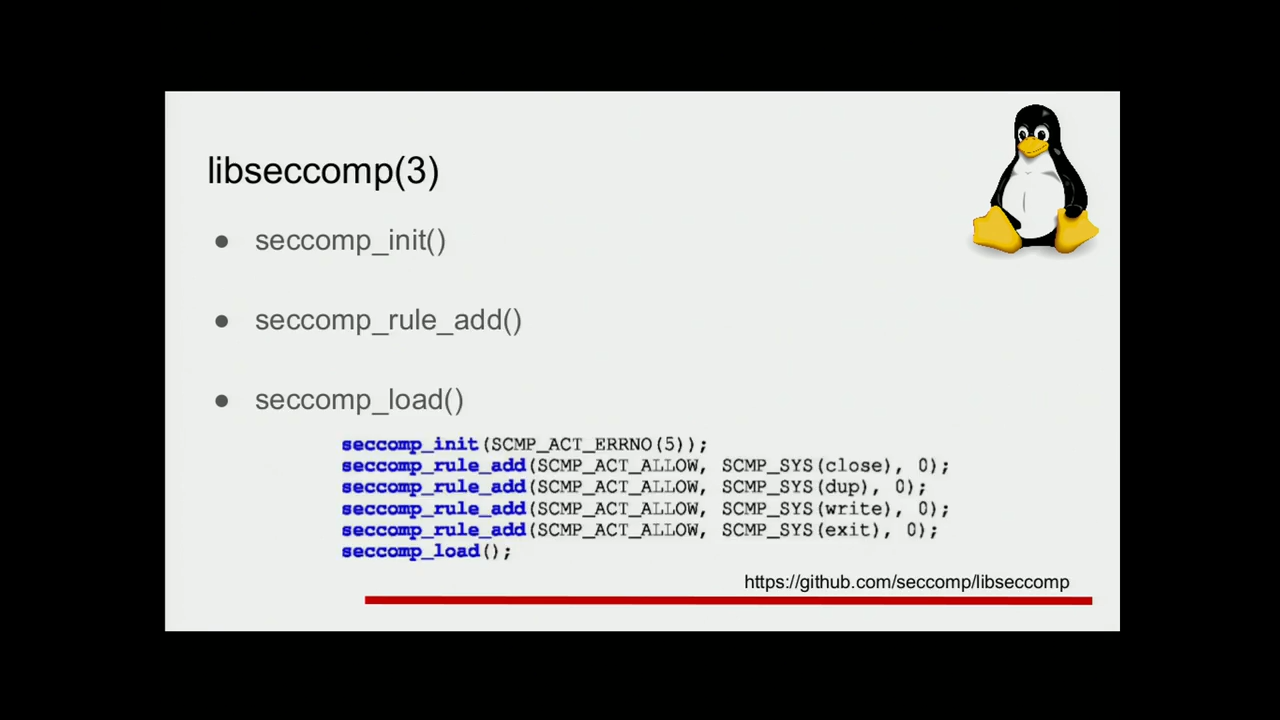 libseccomp(3)
● seccomp_init()
● seccomp_rule_add()
● seccomp_load()
seccomp_init(SCMP_ACT_ERRNO(5));
seccomp_rule_add(SCMP_ACT_ALLOW, SCMP_SYS(close), 0);
seccomp_rule_add(SCMP_ACT_ALLOW, SCMP_SYS(dup), 0);
seccomp_rule_add(SCMP_ACT_ALLOW, SCMP_SYS(write), 0);
seccomp_rule_add(SCMP_ACT_ALLOW, SCMP_SYS(exit), 0);
seccomp_load();
https://github.com/seccomp/libseccomp